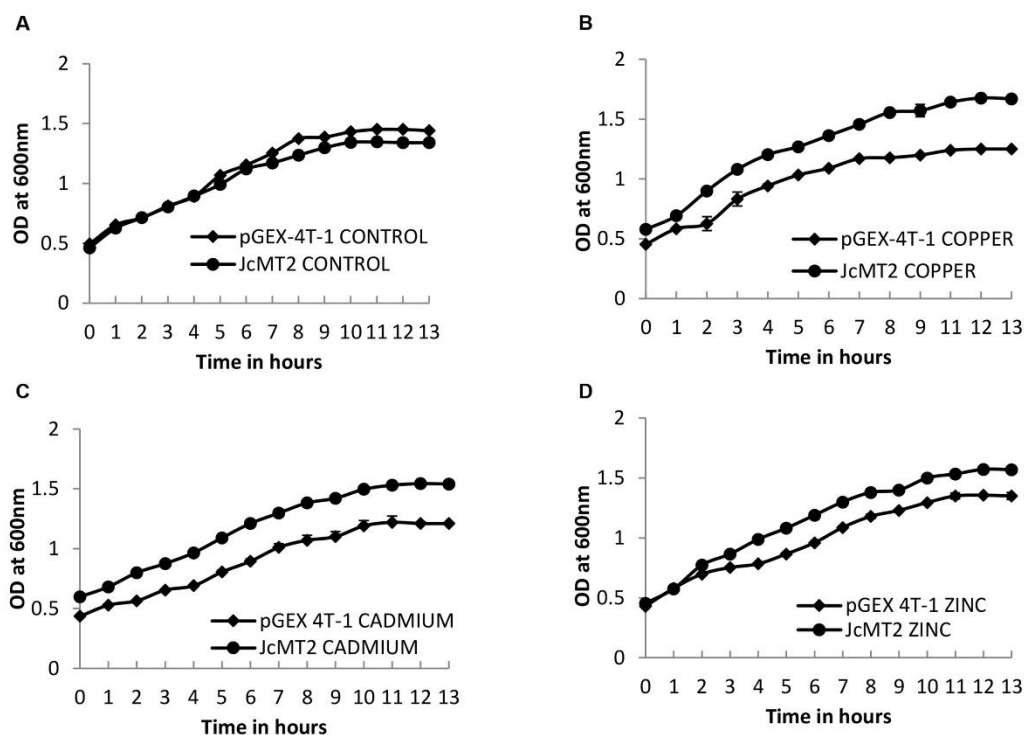 A
OD at 600nm
2
1.5
1
0.5
0
pGEX-4T-1 CONTROL
JcMT2 CONTROL
0 1 2 3 4 5 6 7 8 9 10 11 12 13
Time in hours
B
OD at 600nm
2
1.5
1
0.5
0
pGEX-4T-1 COPPER
JcMT2 COPPER
0 1 2 3 4 5 6 7 8 9 10 11 12 13
Time in hours
C
OD at 600nm
2
1.5
1
0.5
0
pGEX 4T-1 CADMIUM
JcMT2 CADMIUM
0 1 2 3 4 5 6 7 8 9 10 11 12 13
Time in hours
D
OD at 600nm
2
1.5
1
0.5
0
pGEX 4T-1 ZINC
JcMT2 ZINC
0 1 2 3 4 5 6 7 8 9 10 11 12 13
Time in hours